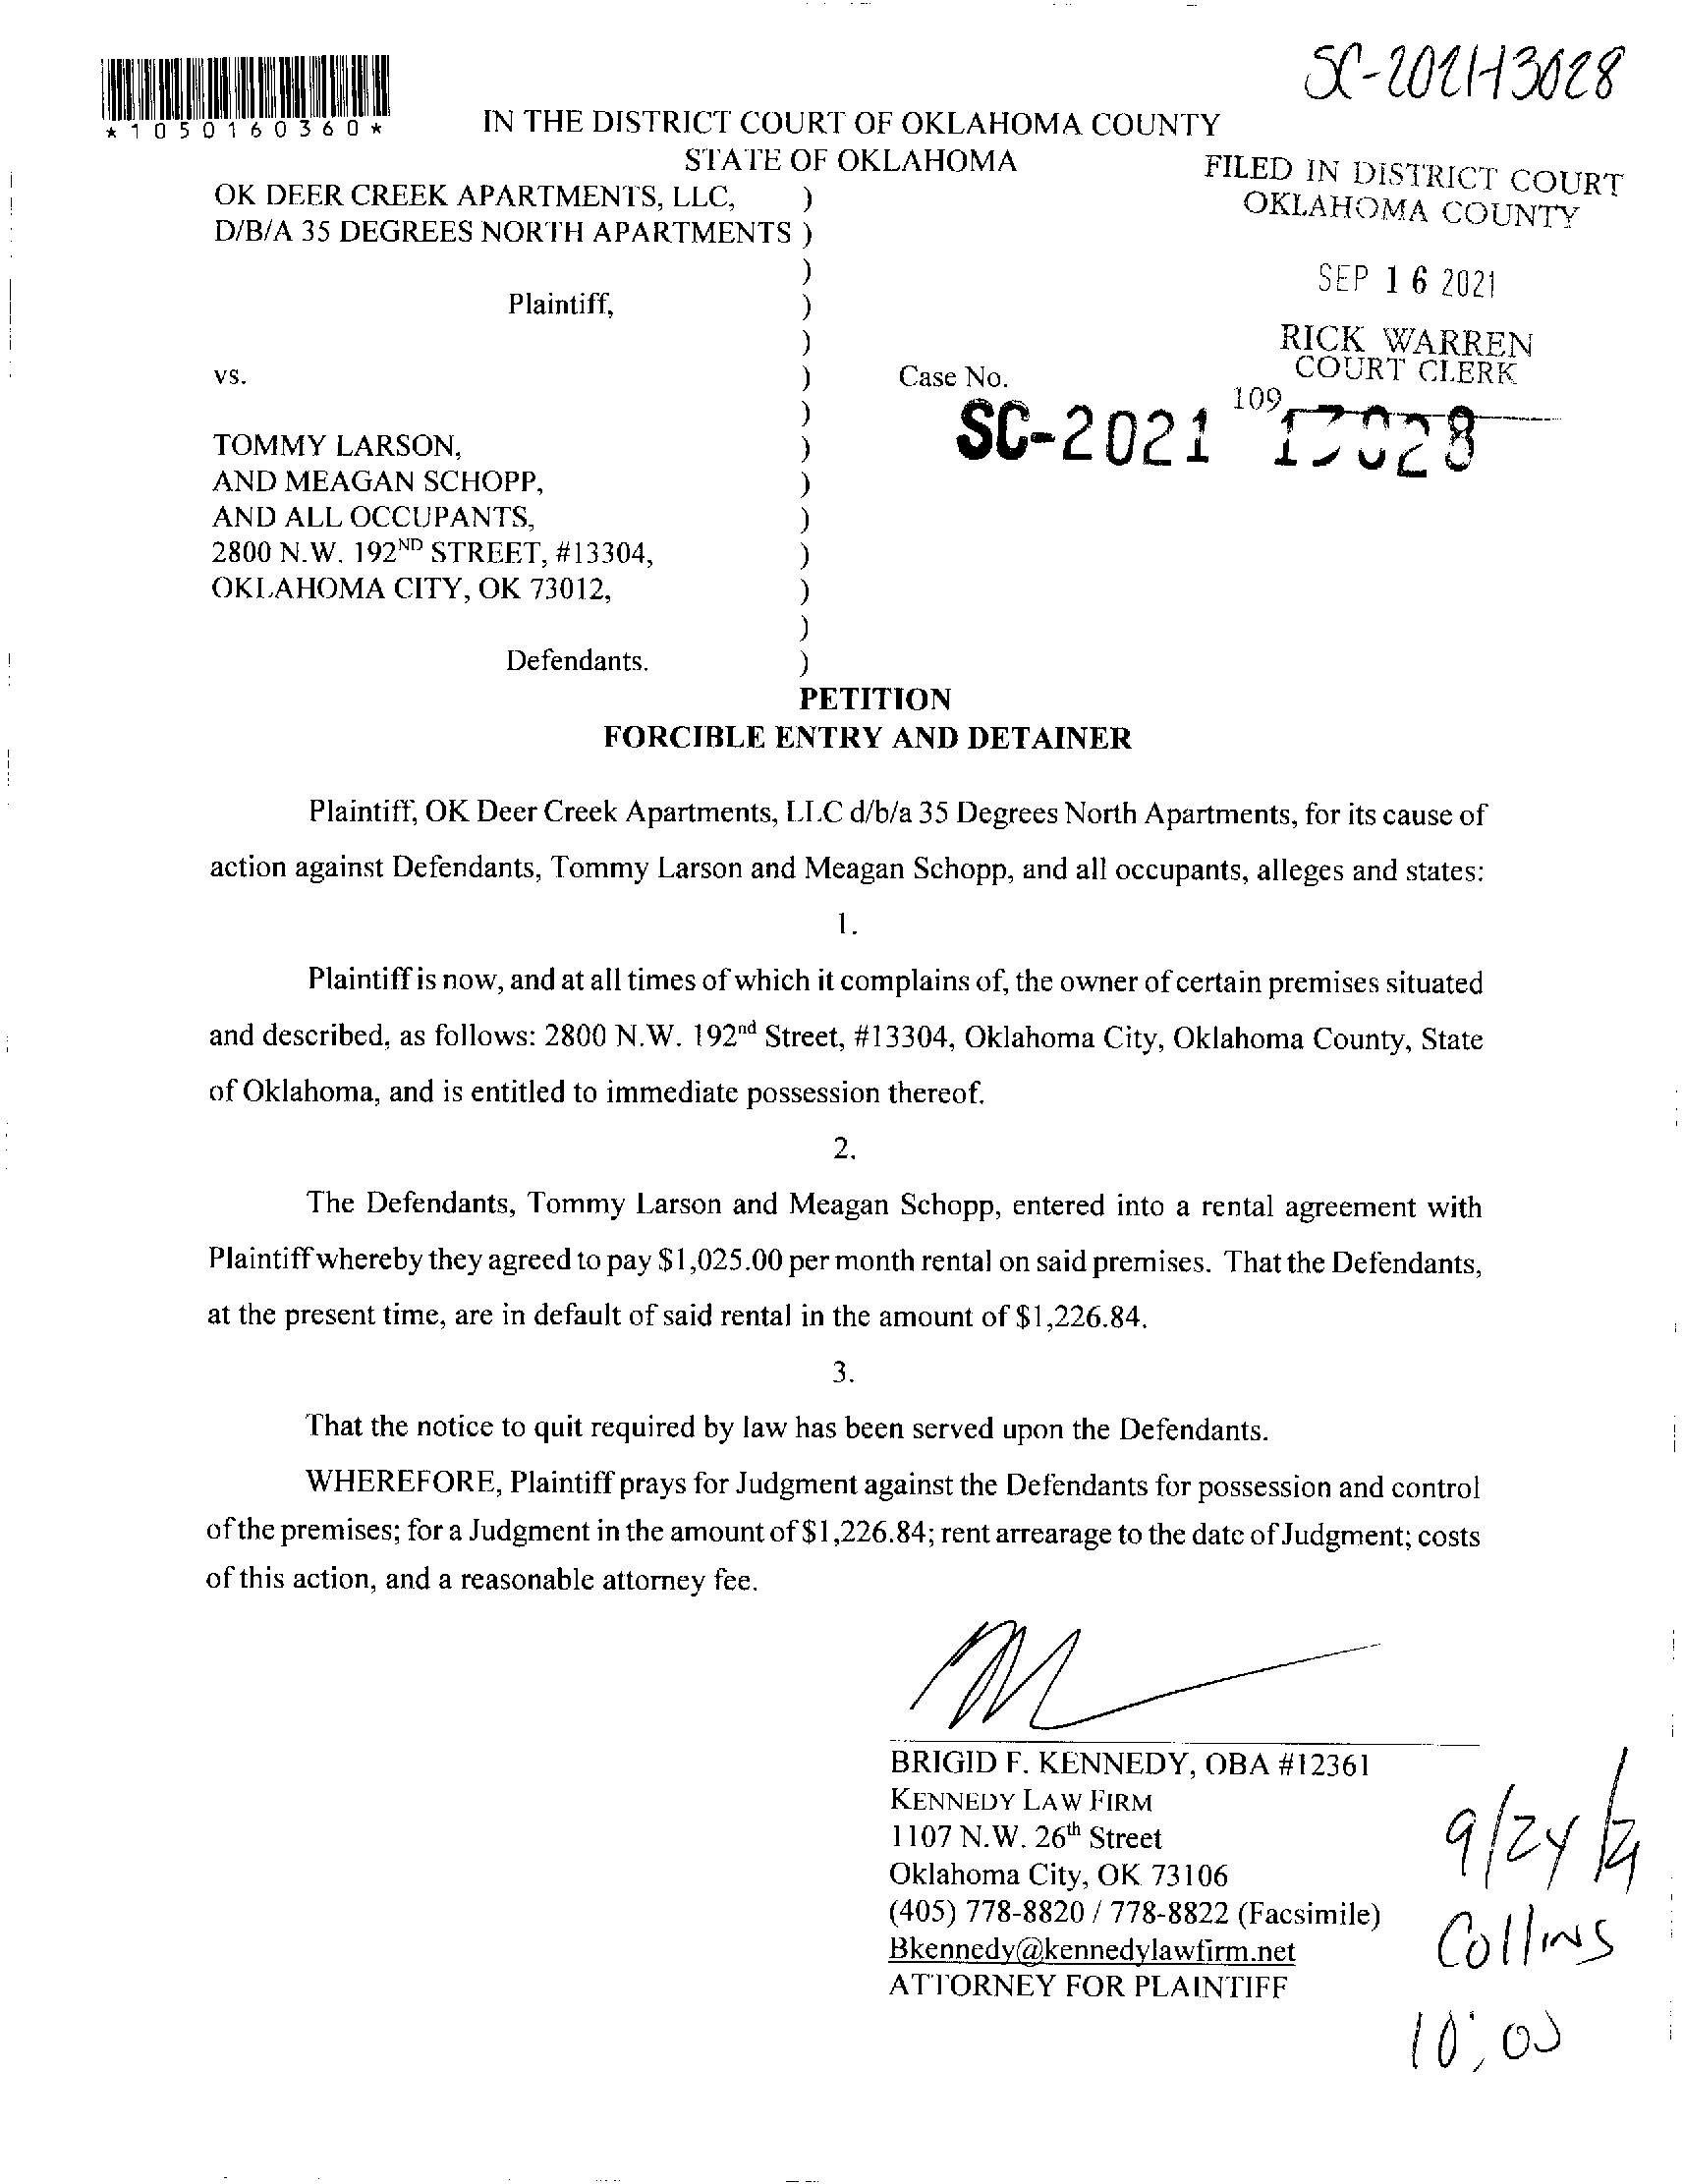 SC-2021-13028
*1050160360*
IN THE DISTRICT COURT OF OKLAHOMA COUNTY
STATE OF OKLAHOMA
FILED IN DISTRICT COURT
OKLAHOMA COUNTY
SEP 16 2021
RICK WARREN
COURT CLERK
109
OK DEER CREEK APARTMENTS, LLC, )
D/B/A 35 DEGREES NORTH APARTMENTS )
)
Plaintiff, )
)
vs. ) Case No.
) SC-2021 13028
TOMMY LARSON, )
AND MEAGAN SCHOPP, )
AND ALL OCCUPANTS, )
2800 N.W. 192ND STREET, #13304, )
OKLAHOMA CITY, OK 73012, )
)
Defendants. )
PETITION
FORCIBLE ENTRY AND DETAINER
Plaintiff, OK Deer Creek Apartments, LLC d/b/a 35 Degrees North Apartments, for its cause of
action against Defendants, Tommy Larson and Meagan Schopp, and all occupants, alleges and states:
1.
Plaintiff is now, and at all times of which it complains of, the owner of certain premises situated
and described, as follows: 2800 N.W. 192nd Street, #13304, Oklahoma City, Oklahoma County, State
of Oklahoma, and is entitled to immediate possession thereof.
2.
The Defendants, Tommy Larson and Meagan Schopp, entered into a rental agreement with
Plaintiff whereby they agreed to pay $1,025.00 per month rental on said premises. That the Defendants,
at the present time, are in default of said rental in the amount of $1,226.84.
3.
That the notice to quit required by law has been served upon the Defendants.
WHEREFORE, Plaintiff prays for Judgment against the Defendants for possession and control
of the premises; for a Judgment in the amount of $1,226.84; rent arrearage to the date of Judgment; costs
of this action, and a reasonable attorney fee.
BRIGID F. KENNEDY, OBA #12361
KENNEDY LAW FIRM
1107 N.W. 26th Street
Oklahoma City, OK 73106
(405) 778-8820 / 778-8822 (Facsimile)
Bkennedy@kennedylawfirm.net
ATTORNEY FOR PLAINTIFF
9/24/21
Collins
10:00